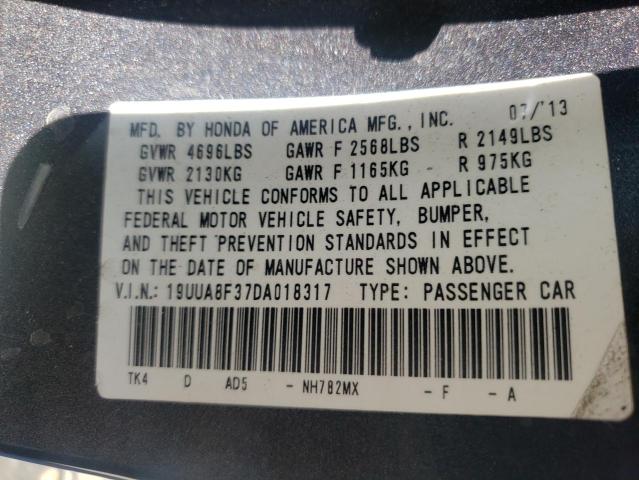 MFD. BY HONDA OF AMERICA MFG., INC. 07/'13
GVWR 4696LBS GAWR F 2568LBS R 2149LBS
GVWR 2130KG GAWR F 1165KG R 975KG
THIS VEHICLE CONFORMS TO ALL APPLICABLE
FEDERAL MOTOR VEHICLE SAFETY, BUMPER,
AND THEFT PREVENTION STANDARDS IN EFFECT
ON THE DATE OF MANUFACTURE SHOWN ABOVE.
V.I.N.: 19UUA8F37DA018317 TYPE: PASSENGER CAR
TK4 D AD5 - NH782MX - F - A